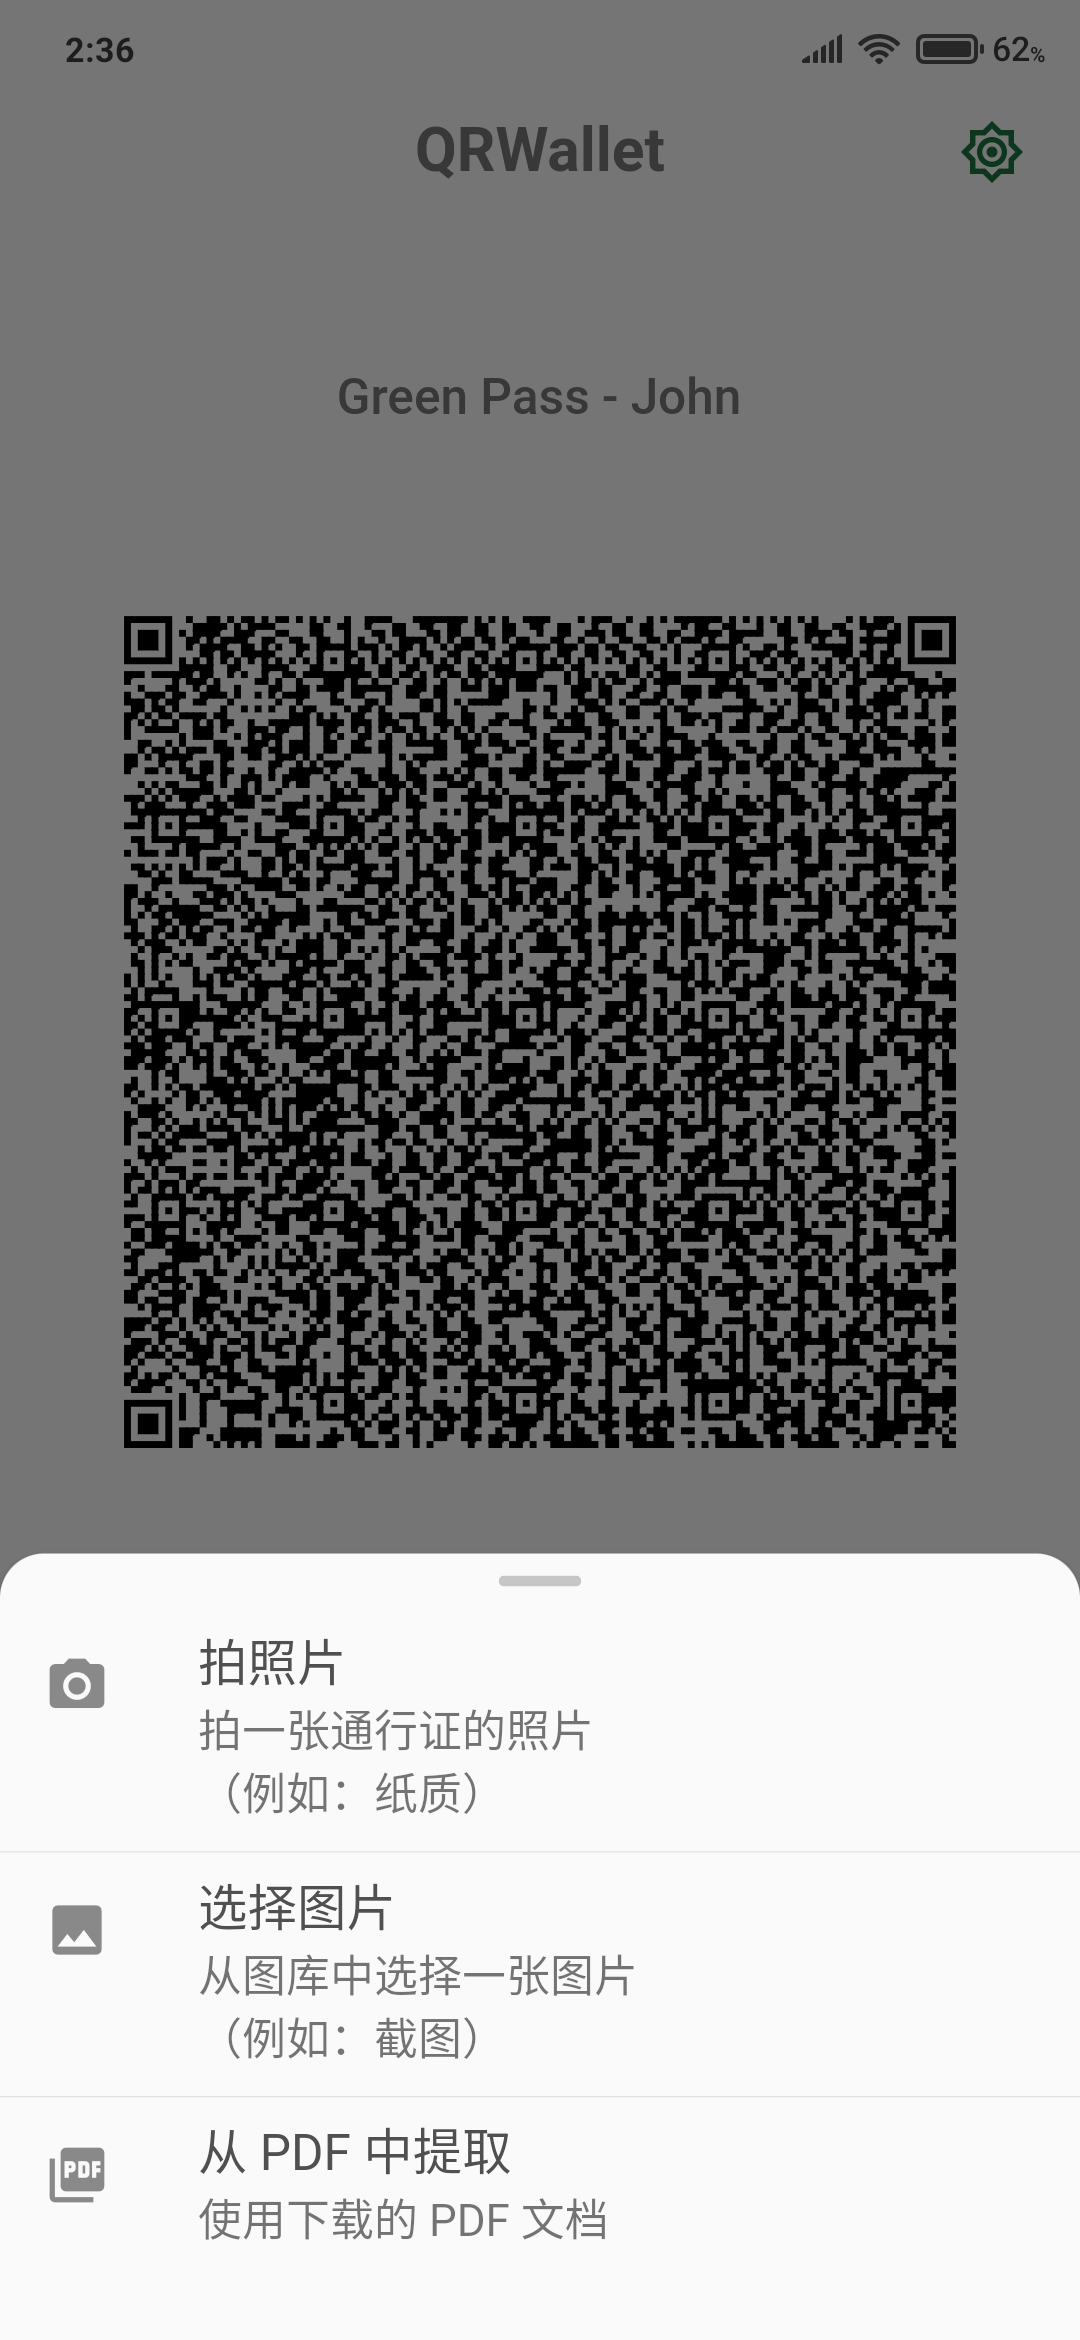 2:36
62%
QRWallet
Green Pass - John
拍照片
拍一张通行证的照片
（例如：纸质）
选择图片
从图库中选择一张图片
（例如：截图）
PDF
从 PDF 中提取
使用下载的 PDF 文档